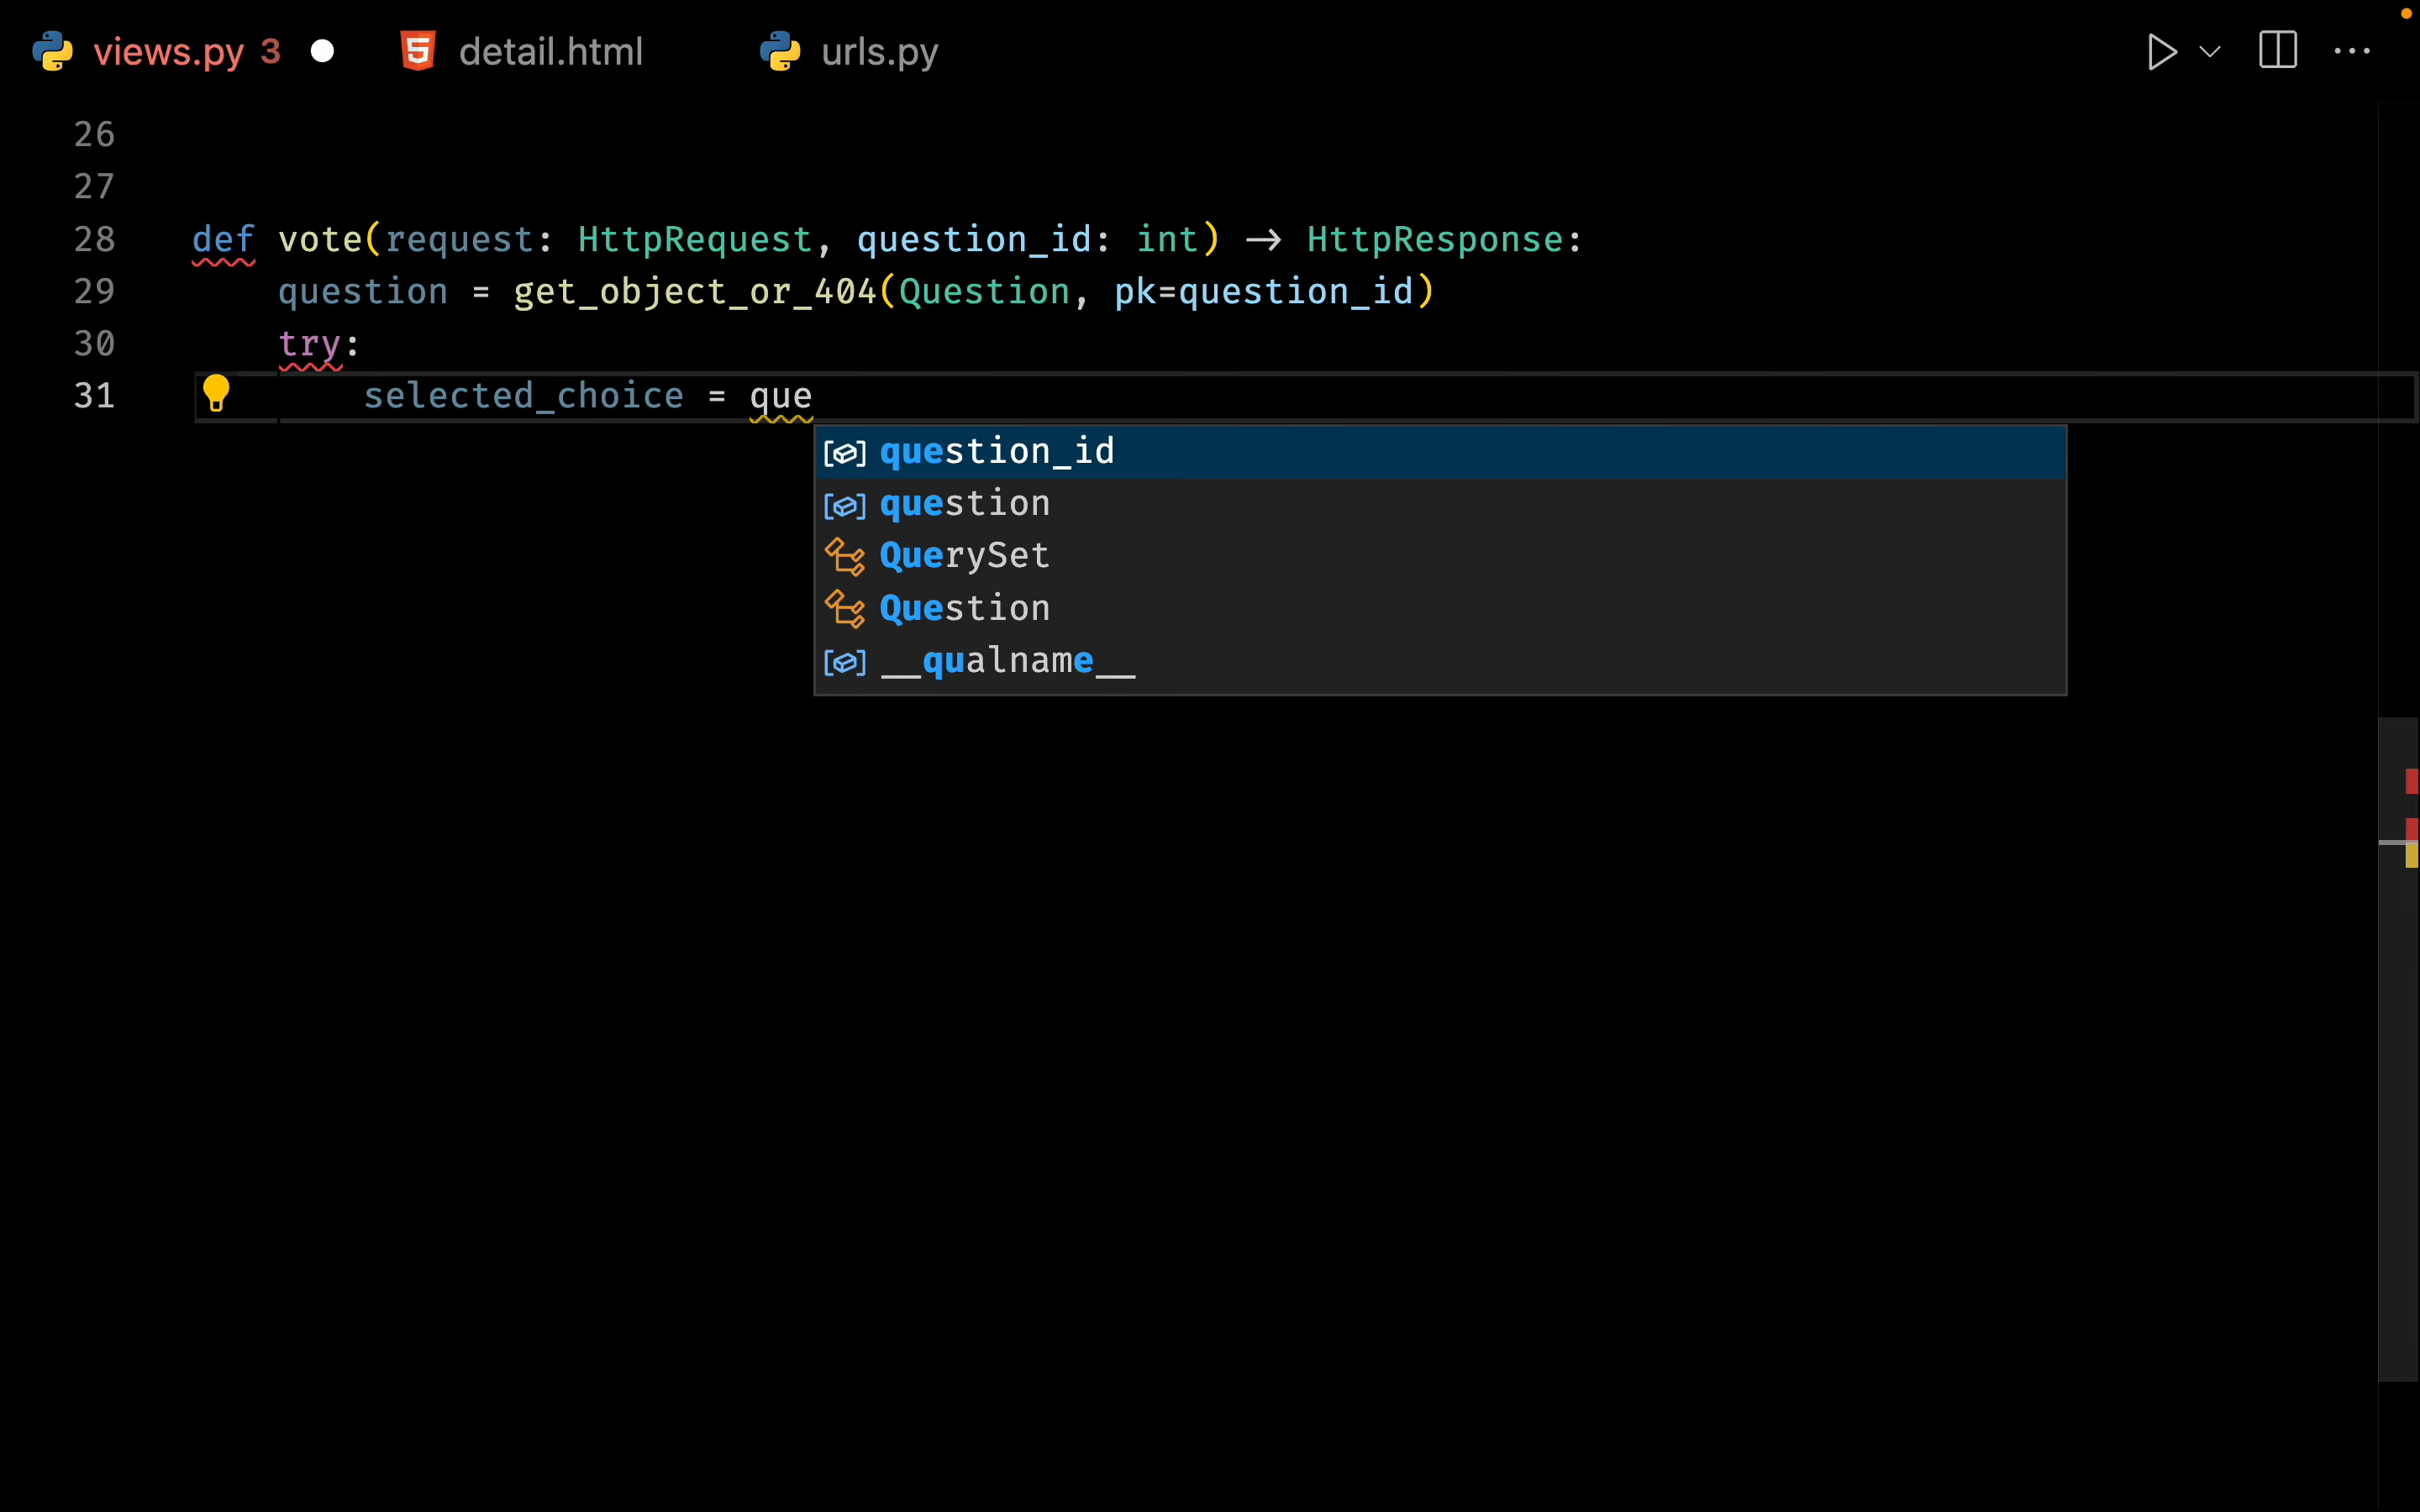 views.py 3 detail.html urls.py
26
27
28 def vote(request: HttpRequest, question_id: int) → HttpResponse:
29 question = get_object_or_404(Question, pk=question_id)
30 try:
31 selected_choice = que
question_id
question
QuerySet
Question
__qualname__